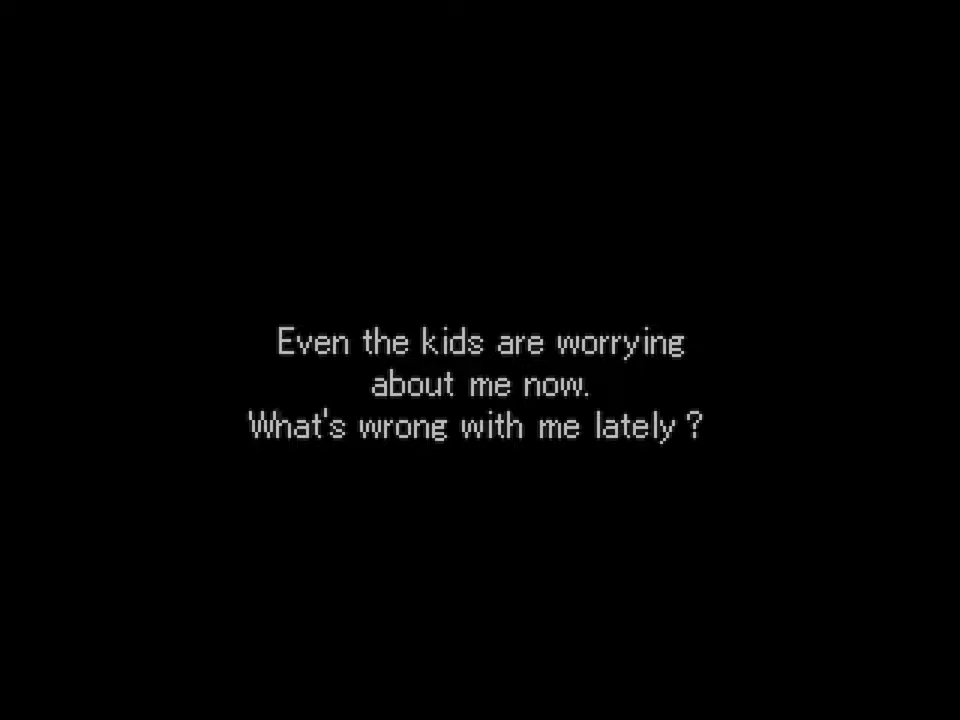 Even the kids are worrying
about me now.
What's wrong with me lately ?